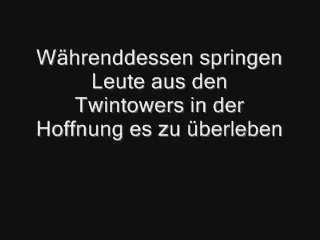 Währenddessen springen
Leute aus den
Twintowers in der
Hoffnung es zu überleben